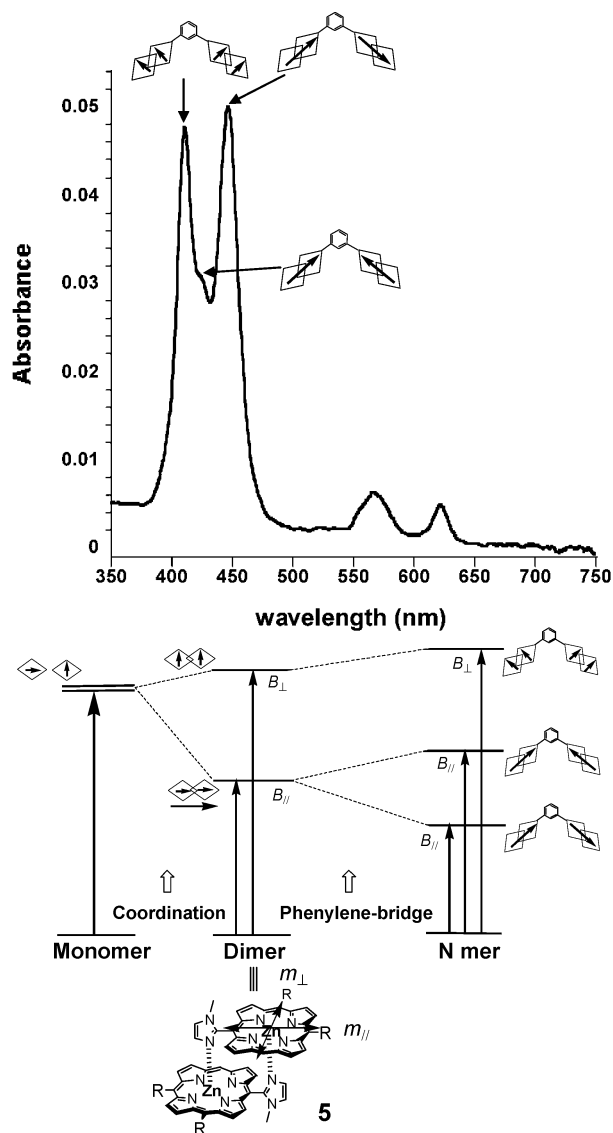 Absorbance
0.05
0.04
0.03
0.02
0.01
0
350 400 450 500 550 600 650 700 750
wavelength (nm)
B⊥
B⊥
B//
B//
B//
Coordination
Phenylene-bridge
Monomer
Dimer
N mer
m⊥
R
N
N
N
N
N
Zn
R
m//
N
N
N
R
Zn
N
N
N
N
R
5